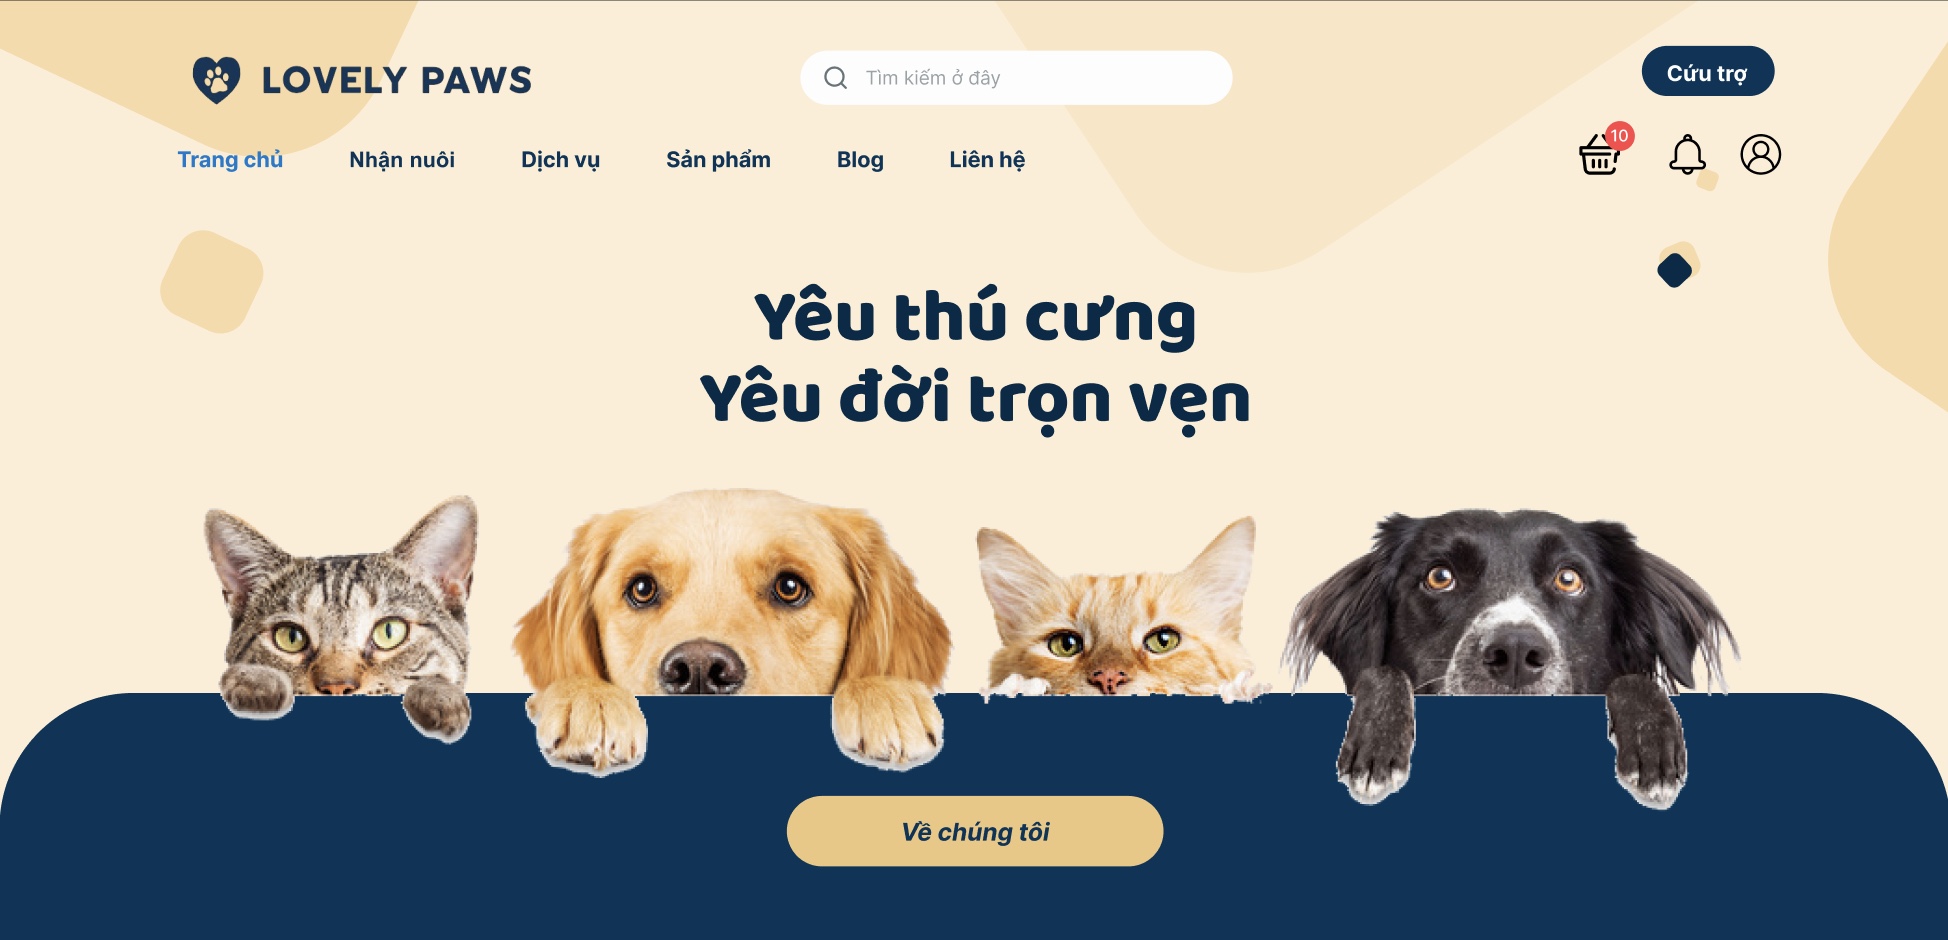 LOVELY PAWS
Tìm kiếm ở đây
Cứu trợ
Trang chủ
Nhận nuôi
Dịch vụ
Sản phẩm
Blog
Liên hệ
10
Yêu thú cưng
Yêu đời trọn vẹn
Về chúng tôi